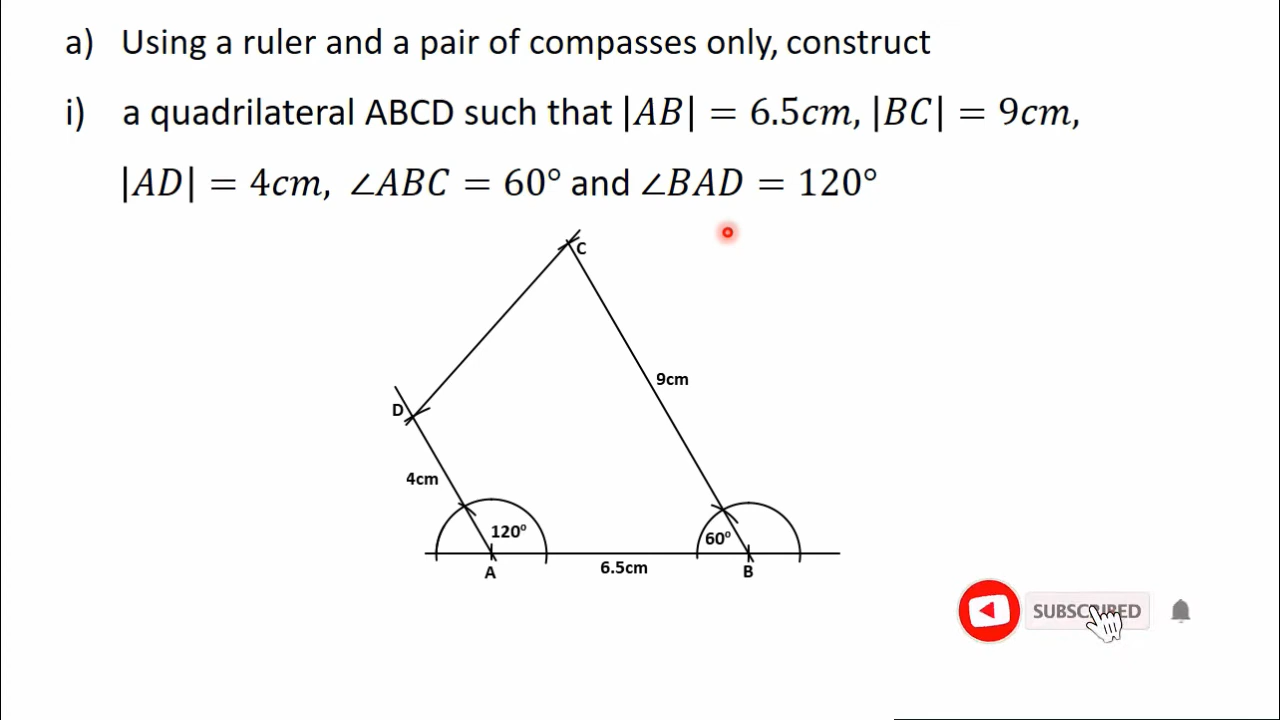 a) Using a ruler and a pair of compasses only, construct
i) a quadrilateral ABCD such that |AB| = 6.5cm, |BC| = 9cm,
|AD| = 4cm, ∠ABC = 60° and ∠BAD = 120°
C
9cm
D
4cm
120°
60°
A
6.5cm
B
SUBSCRIBED